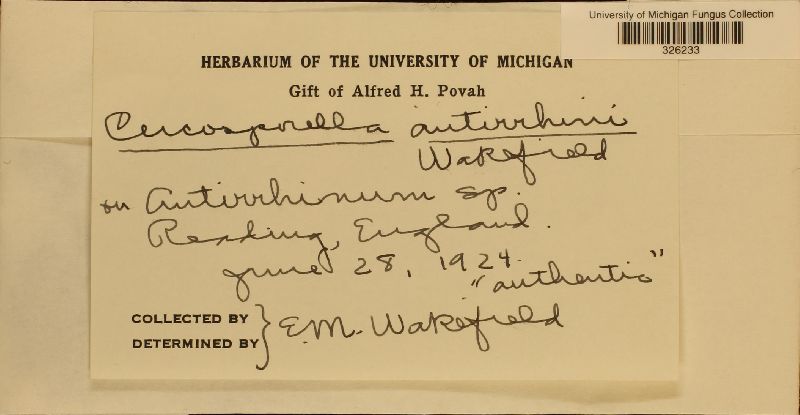 University of Michigan Fungus Collection
326233
HERBARIUM OF THE UNIVERSITY OF MICHIGAN
Gift of Alfred H. Povah
Cercosporella antirrhini
Wakefield
on Antirrhinum sp.
Reading, England.
June 28, 1924.
"authentic"
COLLECTED BY
DETERMINED BY
E.M. Wakefield